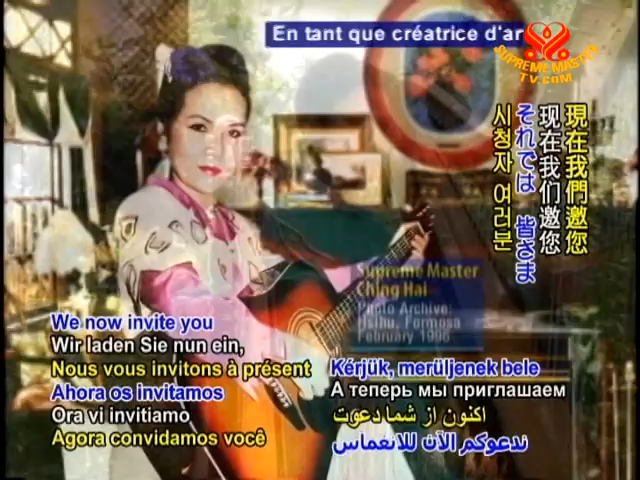 En tant que créatrice d'ar
SUPREME MASTER
TV.COM
現在我們邀您
现在我们邀您
それでは 皆さま
시청자 여러분
Supreme Master
Ching Hai
Photo Archive:
Hsihu, Formosa
February 1996
We now invite you
Wir laden Sie nun ein,
Nous vous invitons à présent
Ahora os invitamos
Ora vi invitiamo
Agora convidamos você
Kérjük, merüljenek bele
А теперь мы приглашаем
اکنون از شما دعوت
ندعوكم الآن للانغماس